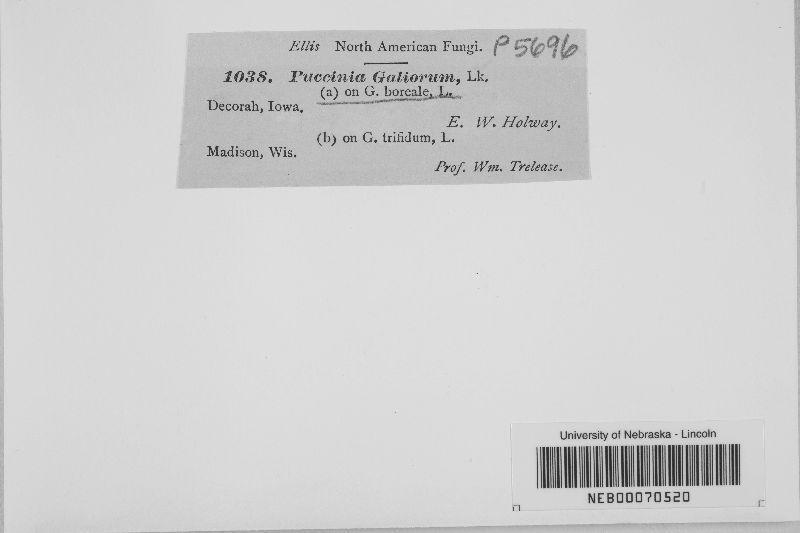 Ellis North American Fungi. P5696
1038. Puccinia Galiorum, Lk.
(a) on G. boreale, L.
Decorah, Iowa.
E. W. Holway.
(b) on G. trifidum, L.
Madison, Wis.
Prof. Wm. Trelease.
University of Nebraska - Lincoln
NEB00070520